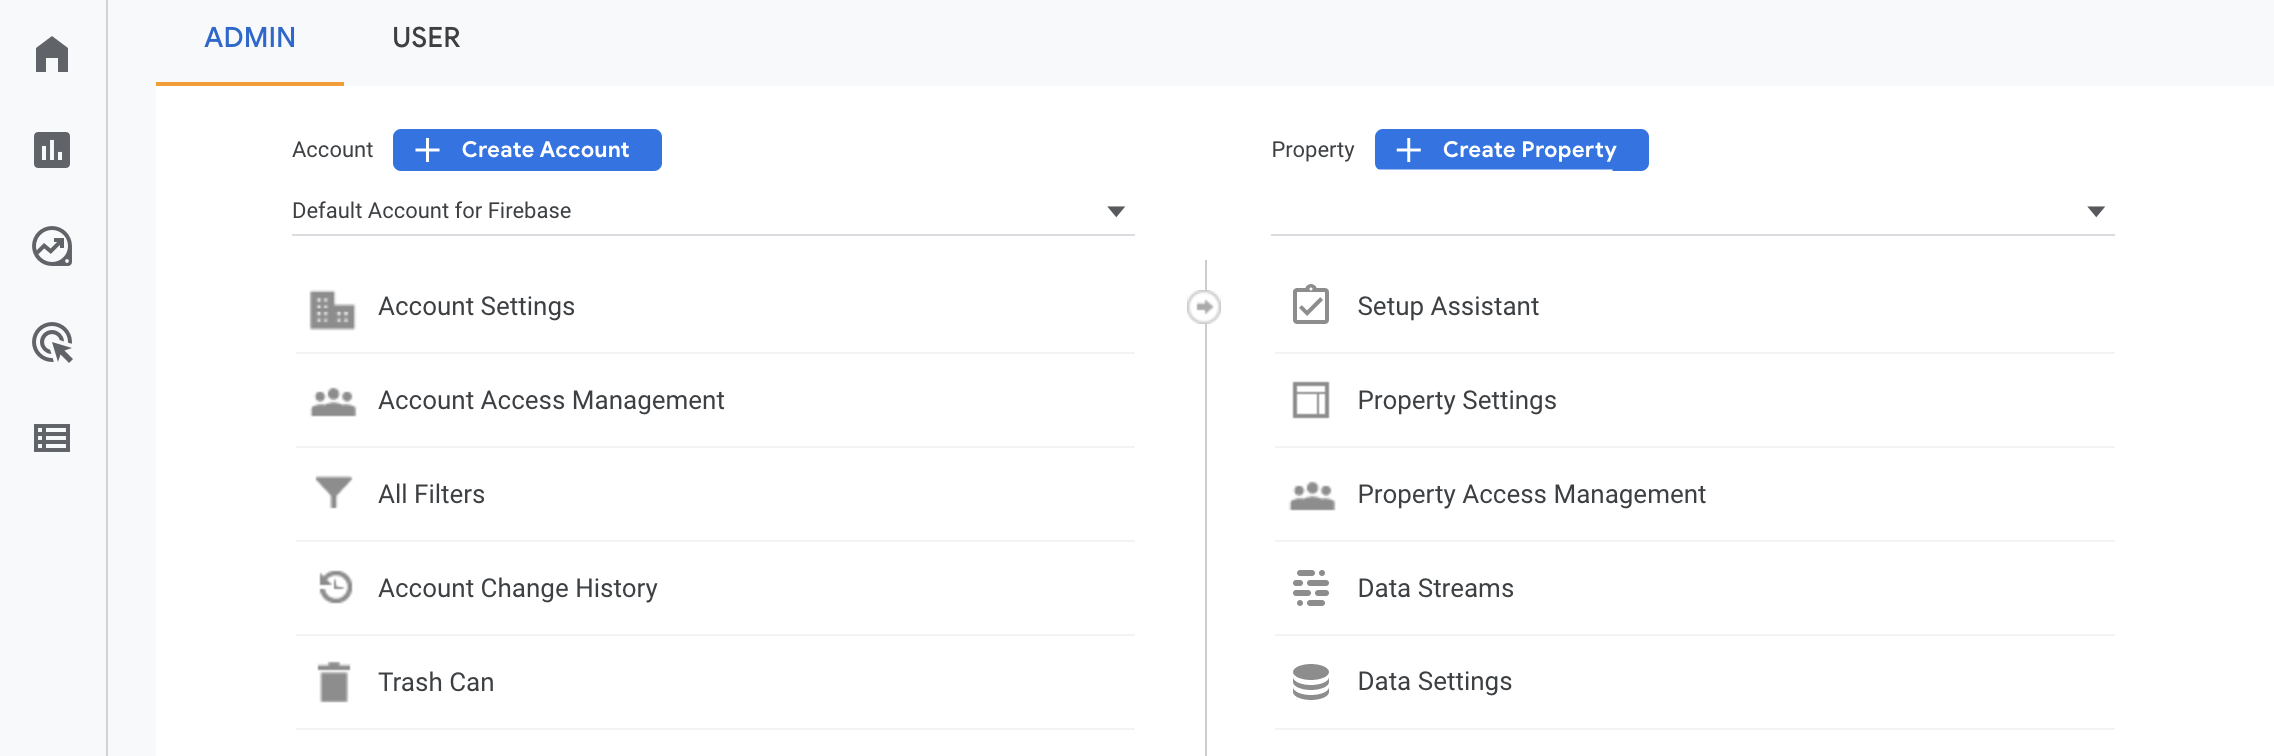 ADMIN
USER
Account
Create Account
Default Account for Firebase
Account Settings
Account Access Management
All Filters
Account Change History
Trash Can
Property
Create Property
Setup Assistant
Property Settings
Property Access Management
Data Streams
Data Settings